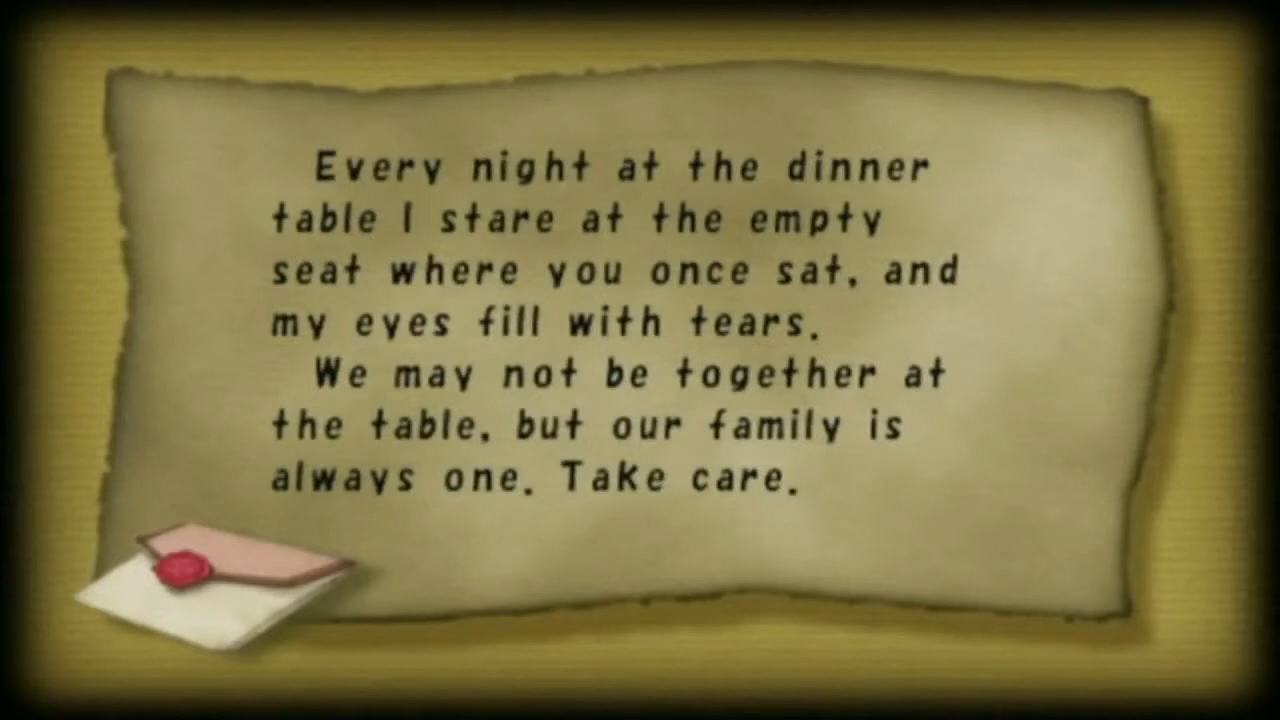 Every night at the dinner
table I stare at the empty
seat where you once sat, and
my eyes fill with tears.
We may not be together at
the table, but our family is
always one. Take care.